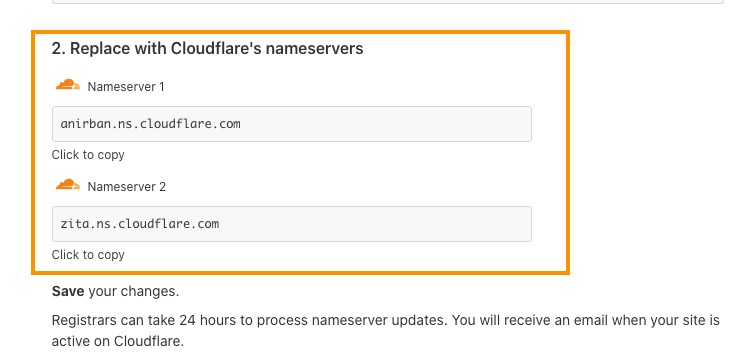 2. Replace with Cloudflare's nameservers
Nameserver 1
anirban.ns.cloudflare.com
Click to copy
Nameserver 2
zita.ns.cloudflare.com
Click to copy
Save your changes.
Registrars can take 24 hours to process nameserver updates. You will receive an email when your site is
active on Cloudflare.